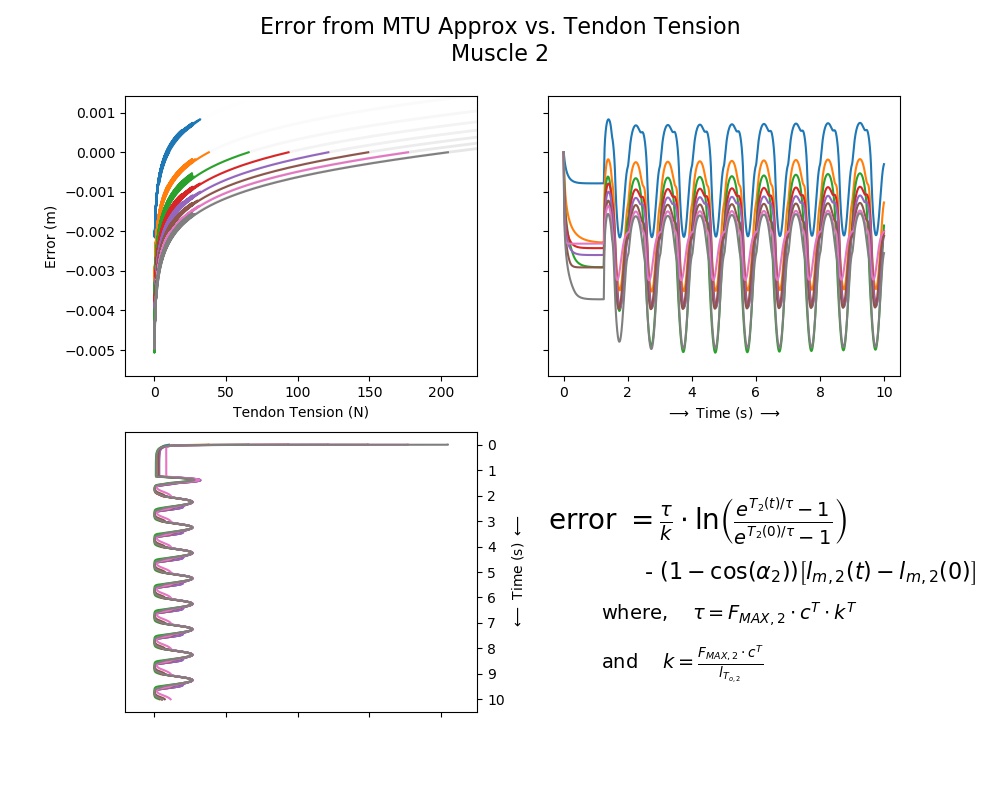 Error from MTU Approx vs. Tendon Tension
Muscle 2
0.001
0.000
−0.001
−0.002
−0.003
−0.004
−0.005
Error (m)
0 50 100 150 200
Tendon Tension (N)
0 2 4 6 8 10
⟶ Time (s) ⟶
0
1
2
3
4
5
6
7
8
9
10
⟵ Time (s) ⟵
error = τ/k · ln((e^{T₂(t)/τ} − 1)/(e^{T₂(0)/τ} − 1))
- (1 − cos(α₂))[l_{m,2}(t) − l_{m,2}(0)]
where, τ = F_{MAX,2} · c^T · k^T
and k = F_{MAX,2} · c^T / l_{T_{o,2}}